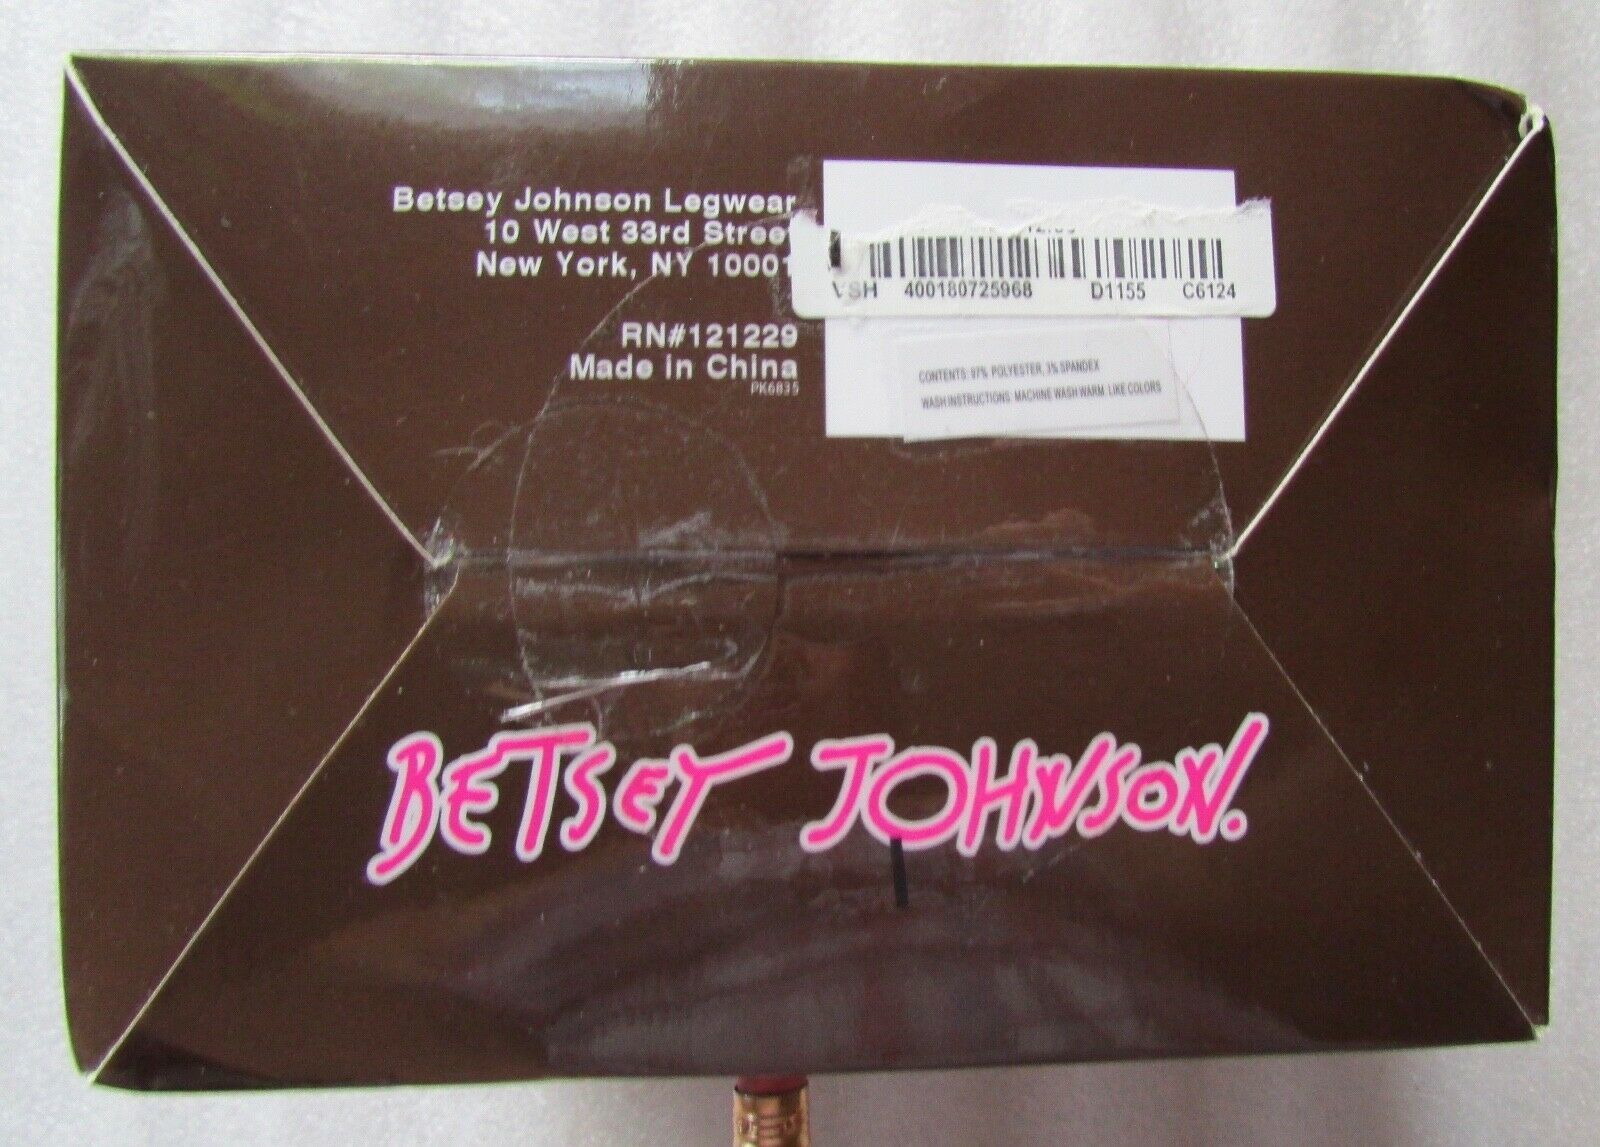 Betsey Johnson Legwear
10 West 33rd Street
New York, NY 10001
RN#121229
Made in China
PK6835
VSH 400180725968 D1155 C6124
CONTENTS: 97% POLYESTER, 3% SPANDEX
WASH INSTRUCTIONS: MACHINE WASH WARM. LIKE COLORS
BETSEY JOHNSON.